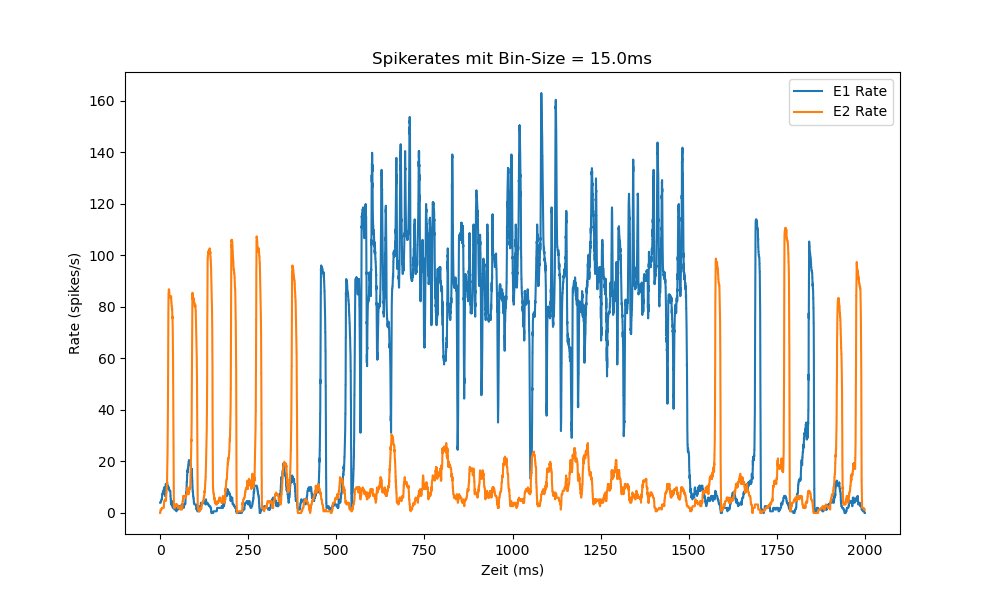 Spikerates mit Bin-Size = 15.0ms
E1 Rate
E2 Rate
Rate (spikes/s)
160
140
120
100
80
60
40
20
0
0 250 500 750 1000 1250 1500 1750 2000
Zeit (ms)